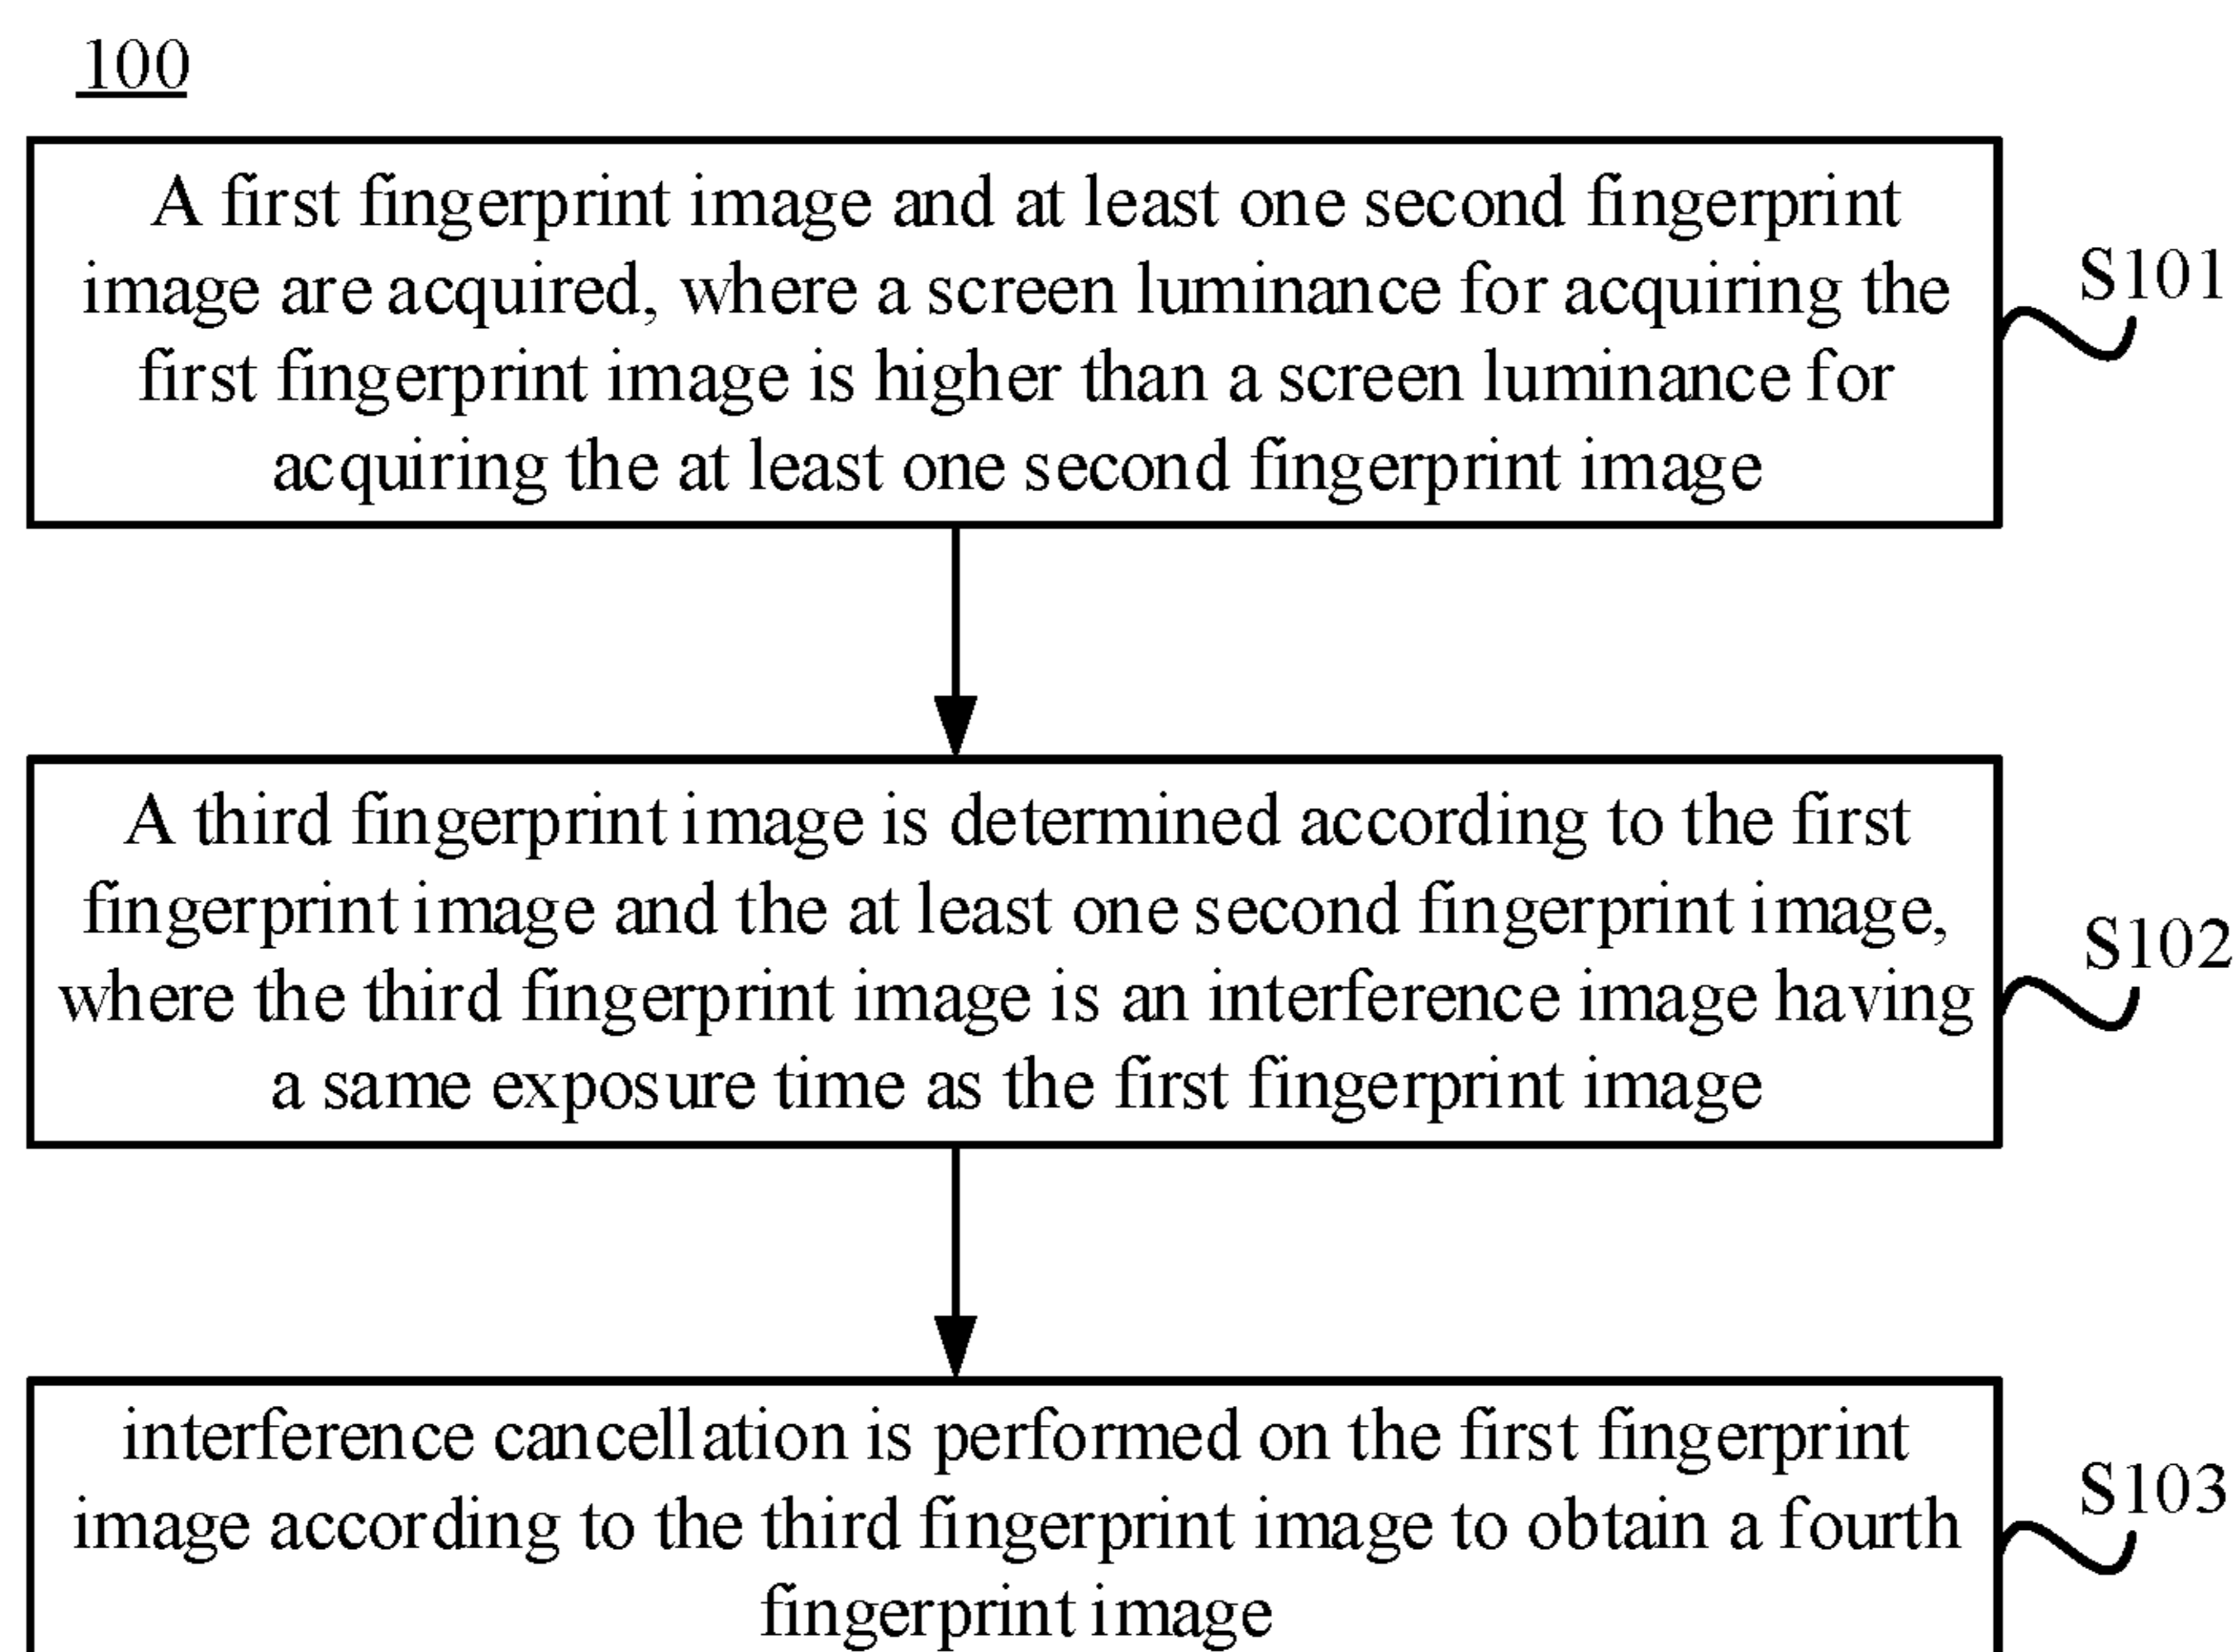 100
A first fingerprint image and at least one second fingerprint
image are acquired, where a screen luminance for acquiring the
first fingerprint image is higher than a screen luminance for
acquiring the at least one second fingerprint image
S101
A third fingerprint image is determined according to the first
fingerprint image and the at least one second fingerprint image,
where the third fingerprint image is an interference image having
a same exposure time as the first fingerprint image
S102
interference cancellation is performed on the first fingerprint
image according to the third fingerprint image to obtain a fourth
fingerprint image
S103